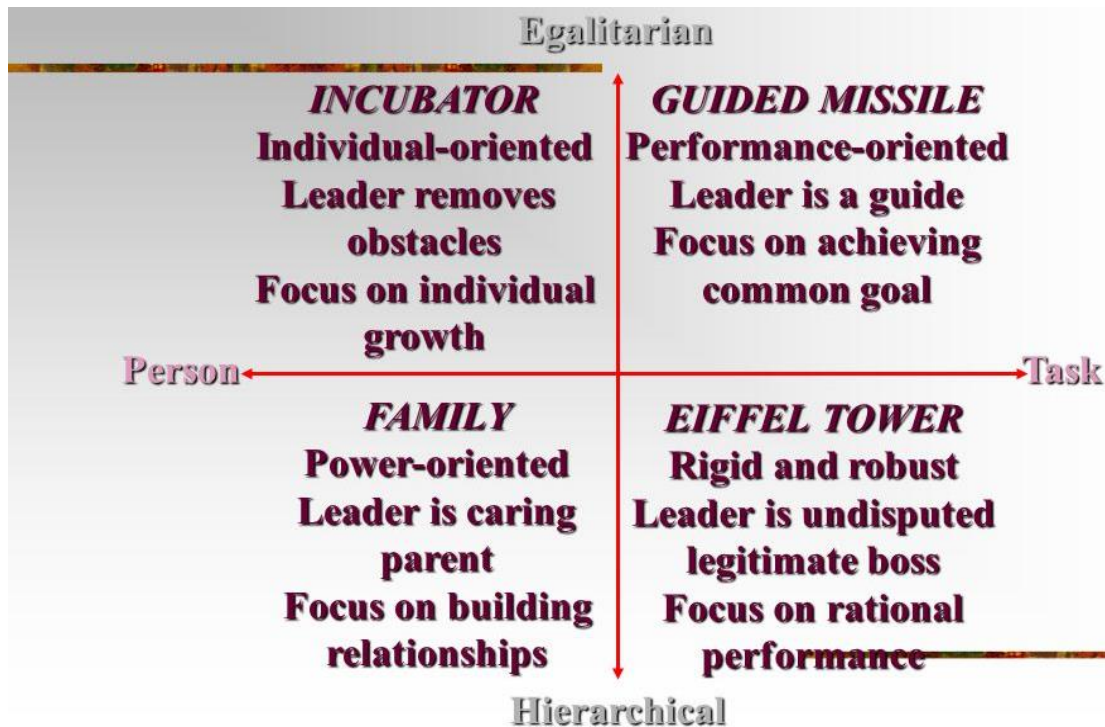 Egalitarian
INCUBATOR
Individual-oriented
Leader removes
obstacles
Focus on individual
growth
GUIDED MISSILE
Performance-oriented
Leader is a guide
Focus on achieving
common goal
Person
Task
FAMILY
Power-oriented
Leader is caring
parent
Focus on building
relationships
EIFFEL TOWER
Rigid and robust
Leader is undisputed
legitimate boss
Focus on rational
performance
Hierarchical